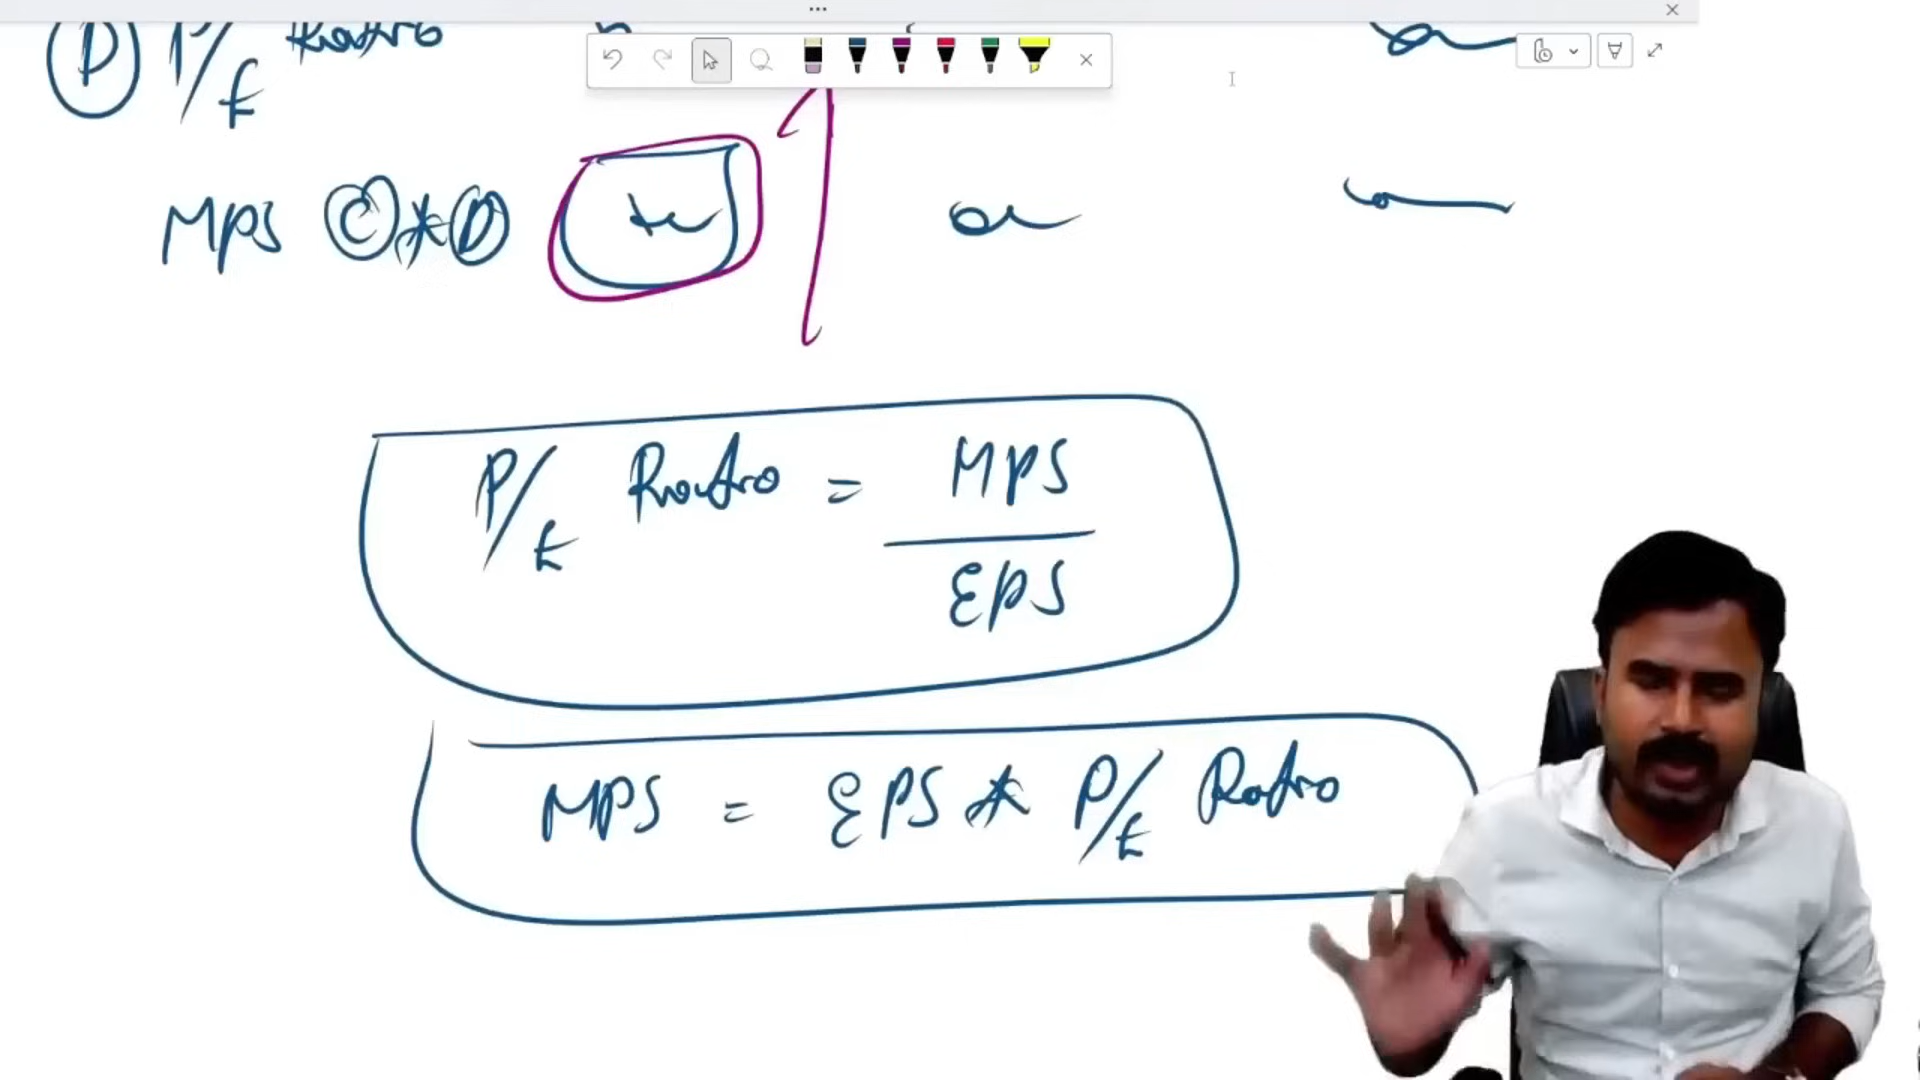 (D) P/E Ratio
MPS (C)*(D)
P/E Ratio = MPS
EPS
MPS = EPS * P/E Ratio